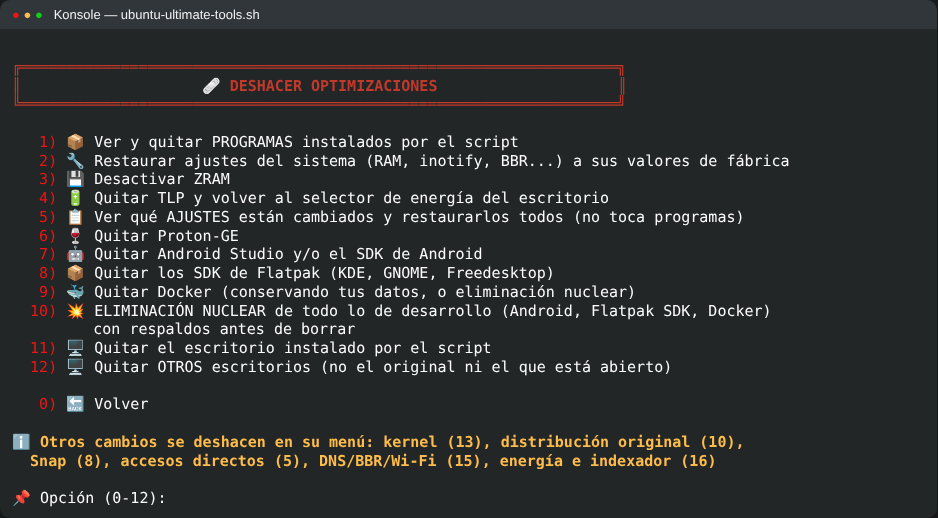 Konsole — ubuntu-ultimate-tools.sh
🩹 DESHACER OPTIMIZACIONES
1) 📦 Ver y quitar PROGRAMAS instalados por el script
2) 🔧 Restaurar ajustes del sistema (RAM, inotify, BBR...) a sus valores de fábrica
3) 💾 Desactivar ZRAM
4) 🔋 Quitar TLP y volver al selector de energía del escritorio
5) 📋 Ver qué AJUSTES están cambiados y restaurarlos todos (no toca programas)
6) 🍷 Quitar Proton-GE
7) 🤖 Quitar Android Studio y/o el SDK de Android
8) 📦 Quitar los SDK de Flatpak (KDE, GNOME, Freedesktop)
9) 🐳 Quitar Docker (conservando tus datos, o eliminación nuclear)
10) 💥 ELIMINACIÓN NUCLEAR de todo lo de desarrollo (Android, Flatpak SDK, Docker)
con respaldos antes de borrar
11) 🖥️ Quitar el escritorio instalado por el script
12) 🖥️ Quitar OTROS escritorios (no el original ni el que está abierto)
0) 🔙 Volver
ℹ️ Otros cambios se deshacen en su menú: kernel (13), distribución original (10),
Snap (8), accesos directos (5), DNS/BBR/Wi-Fi (15), energía e indexador (16)
📌 Opción (0-12):